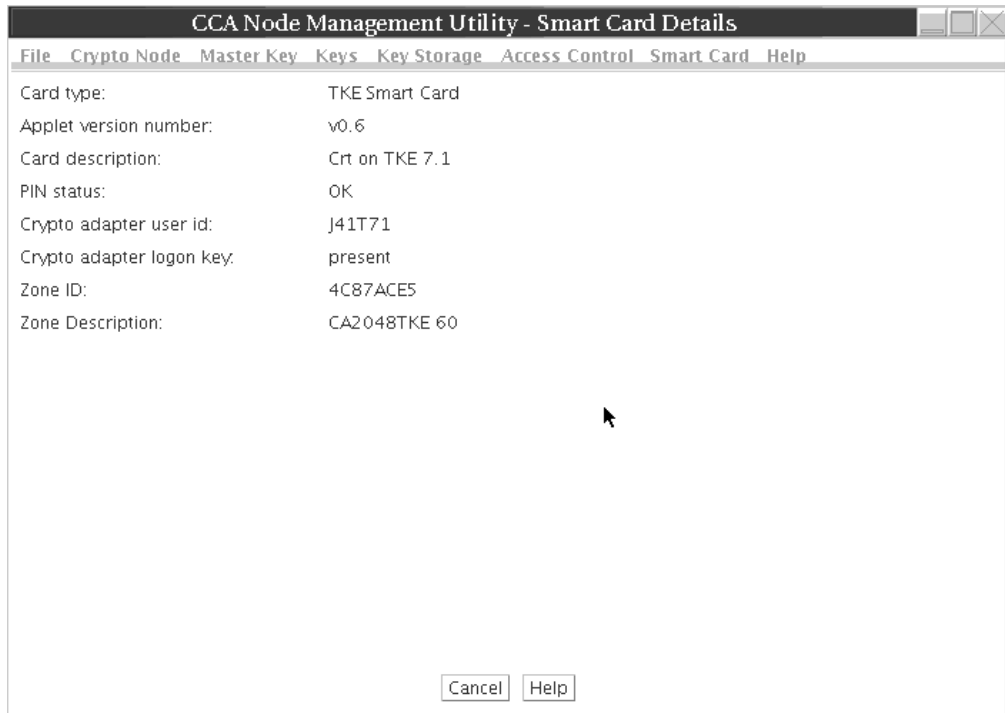 CCA Node Management Utility - Smart Card Details
File Crypto Node Master Key Keys Key Storage Access Control Smart Card Help
Card type: TKE Smart Card
Applet version number: v0.6
Card description: Crt on TKE 7.1
PIN status: OK
Crypto adapter user id: J41T71
Crypto adapter logon key: present
Zone ID: 4C87ACE5
Zone Description: CA2048TKE 60
Cancel Help